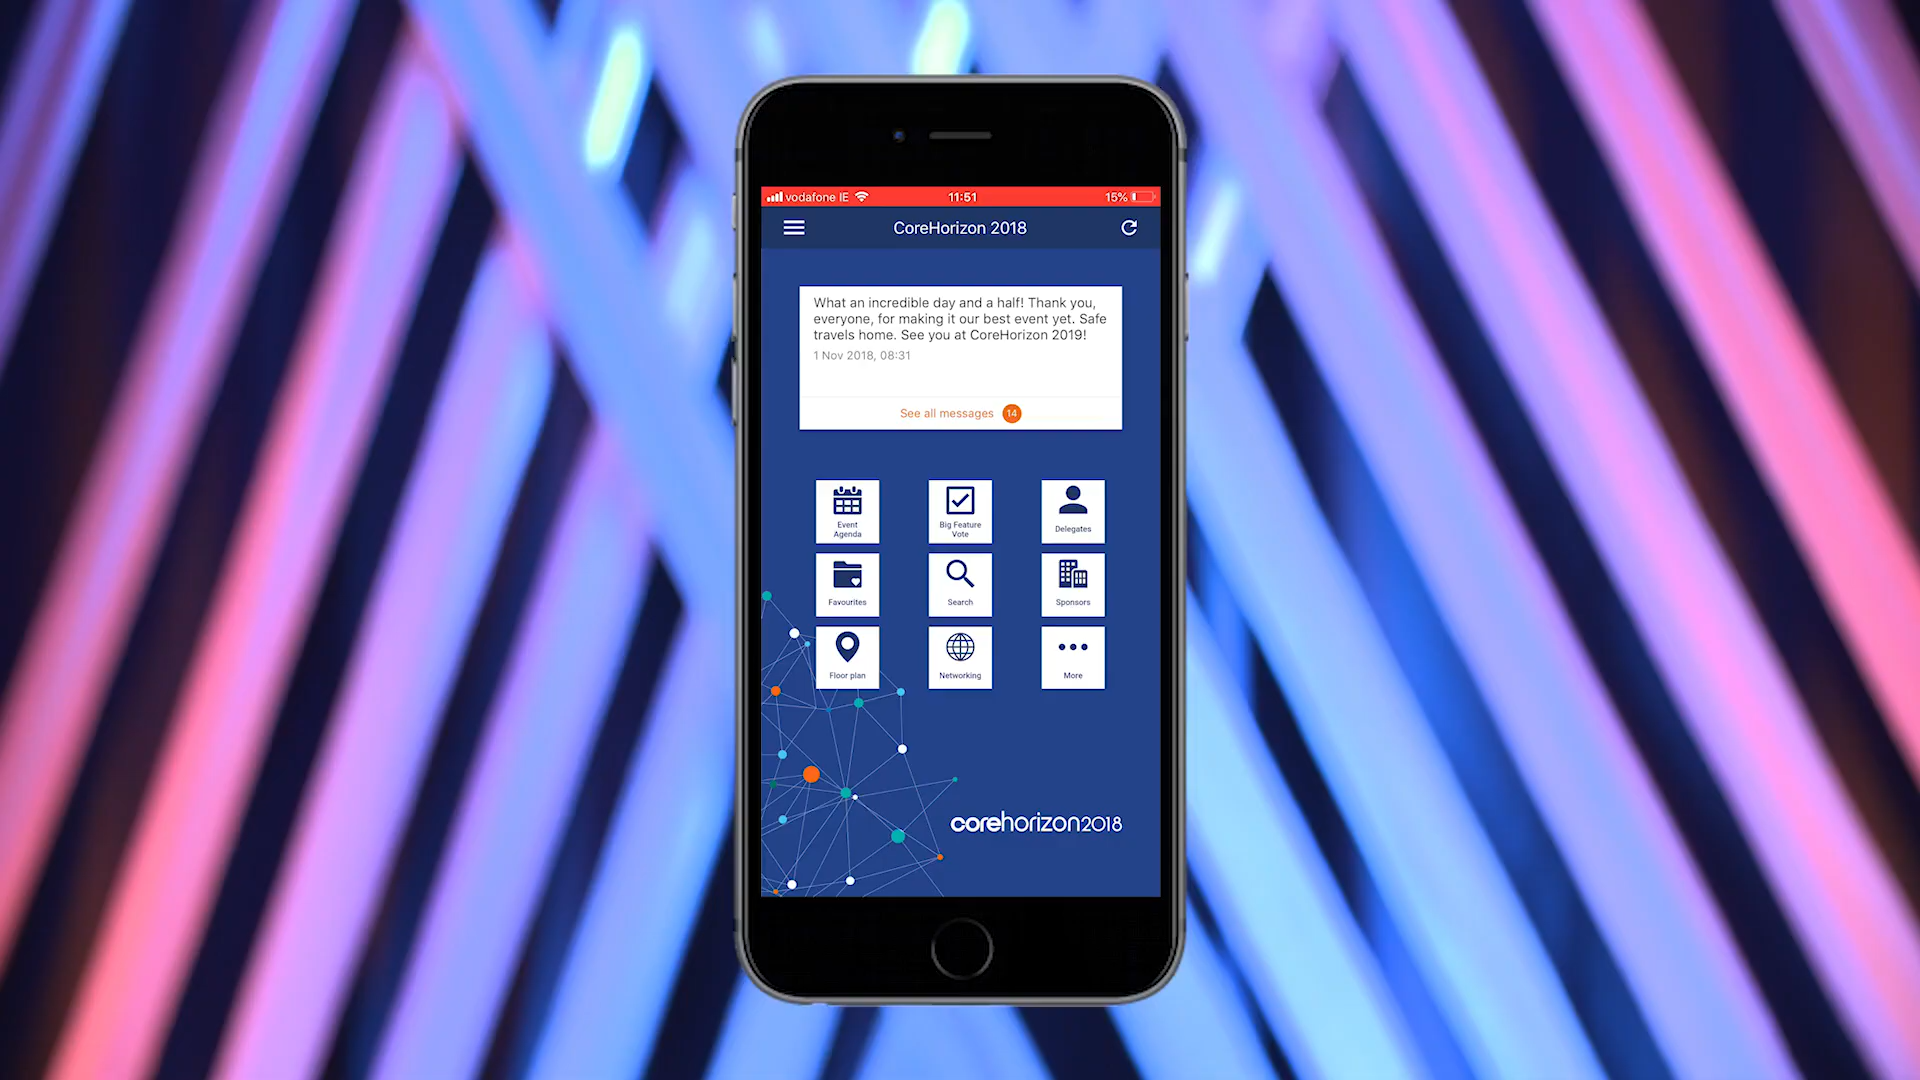 vodafone IE 11:51 15%
CoreHorizon 2018
What an incredible day and a half! Thank you,
everyone, for making it our best event yet. Safe
travels home. See you at CoreHorizon 2019!
1 Nov 2018, 08:31
See all messages 14
Event
Agenda
Big Feature
Vote
Delegates
Favourites
Search
Sponsors
Floor plan
Networking
More
corehorizon2018